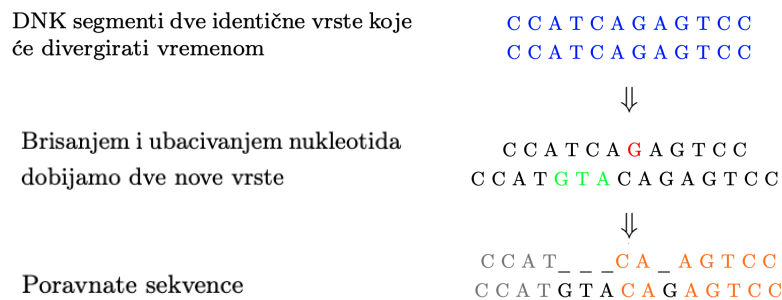 DNK segmenti dve identične vrste koje
će divergirati vremenom
C C A T C A G A G T C C
C C A T C A G A G T C C
⇓
Brisanjem i ubacivanjem nukleotida
dobijamo dve nove vrste
C C A T C A G A G T C C
C C A T G T A C A G A G T C C
⇓
Poravnate sekvence
C C A T _ _ _ C A _ A G T C C
C C A T G T A C A G A G T C C